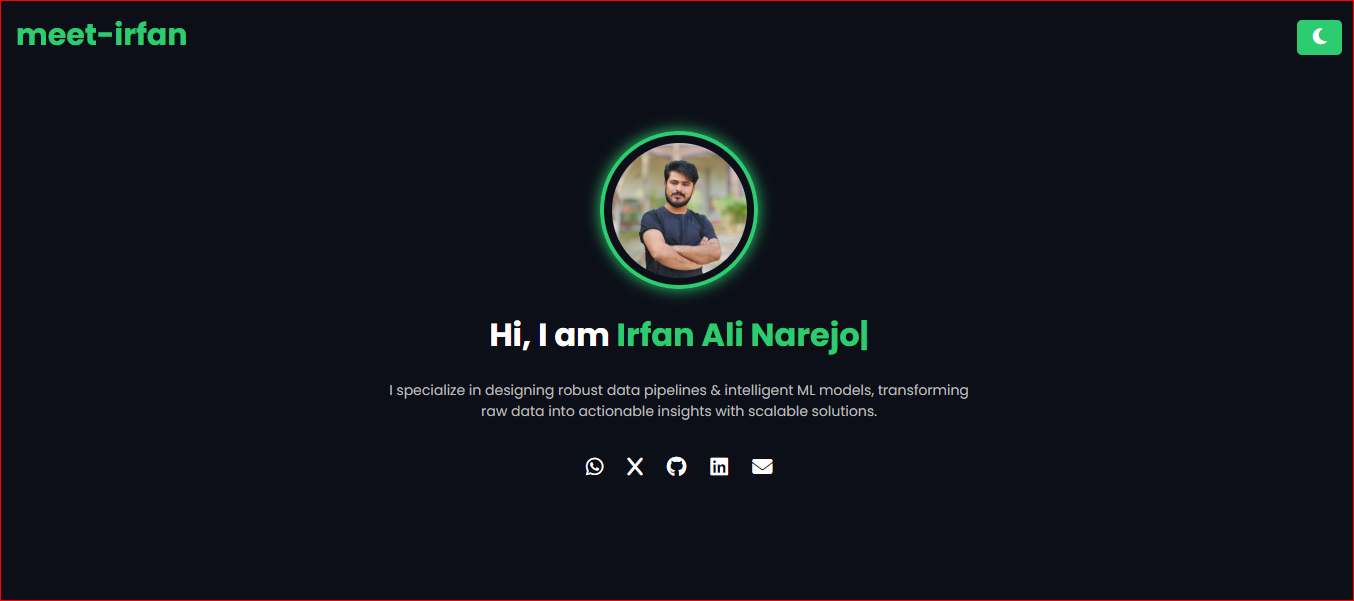 meet-irfan
Hi, I am Irfan Ali Narejo|
I specialize in designing robust data pipelines & intelligent ML models, transforming
raw data into actionable insights with scalable solutions.